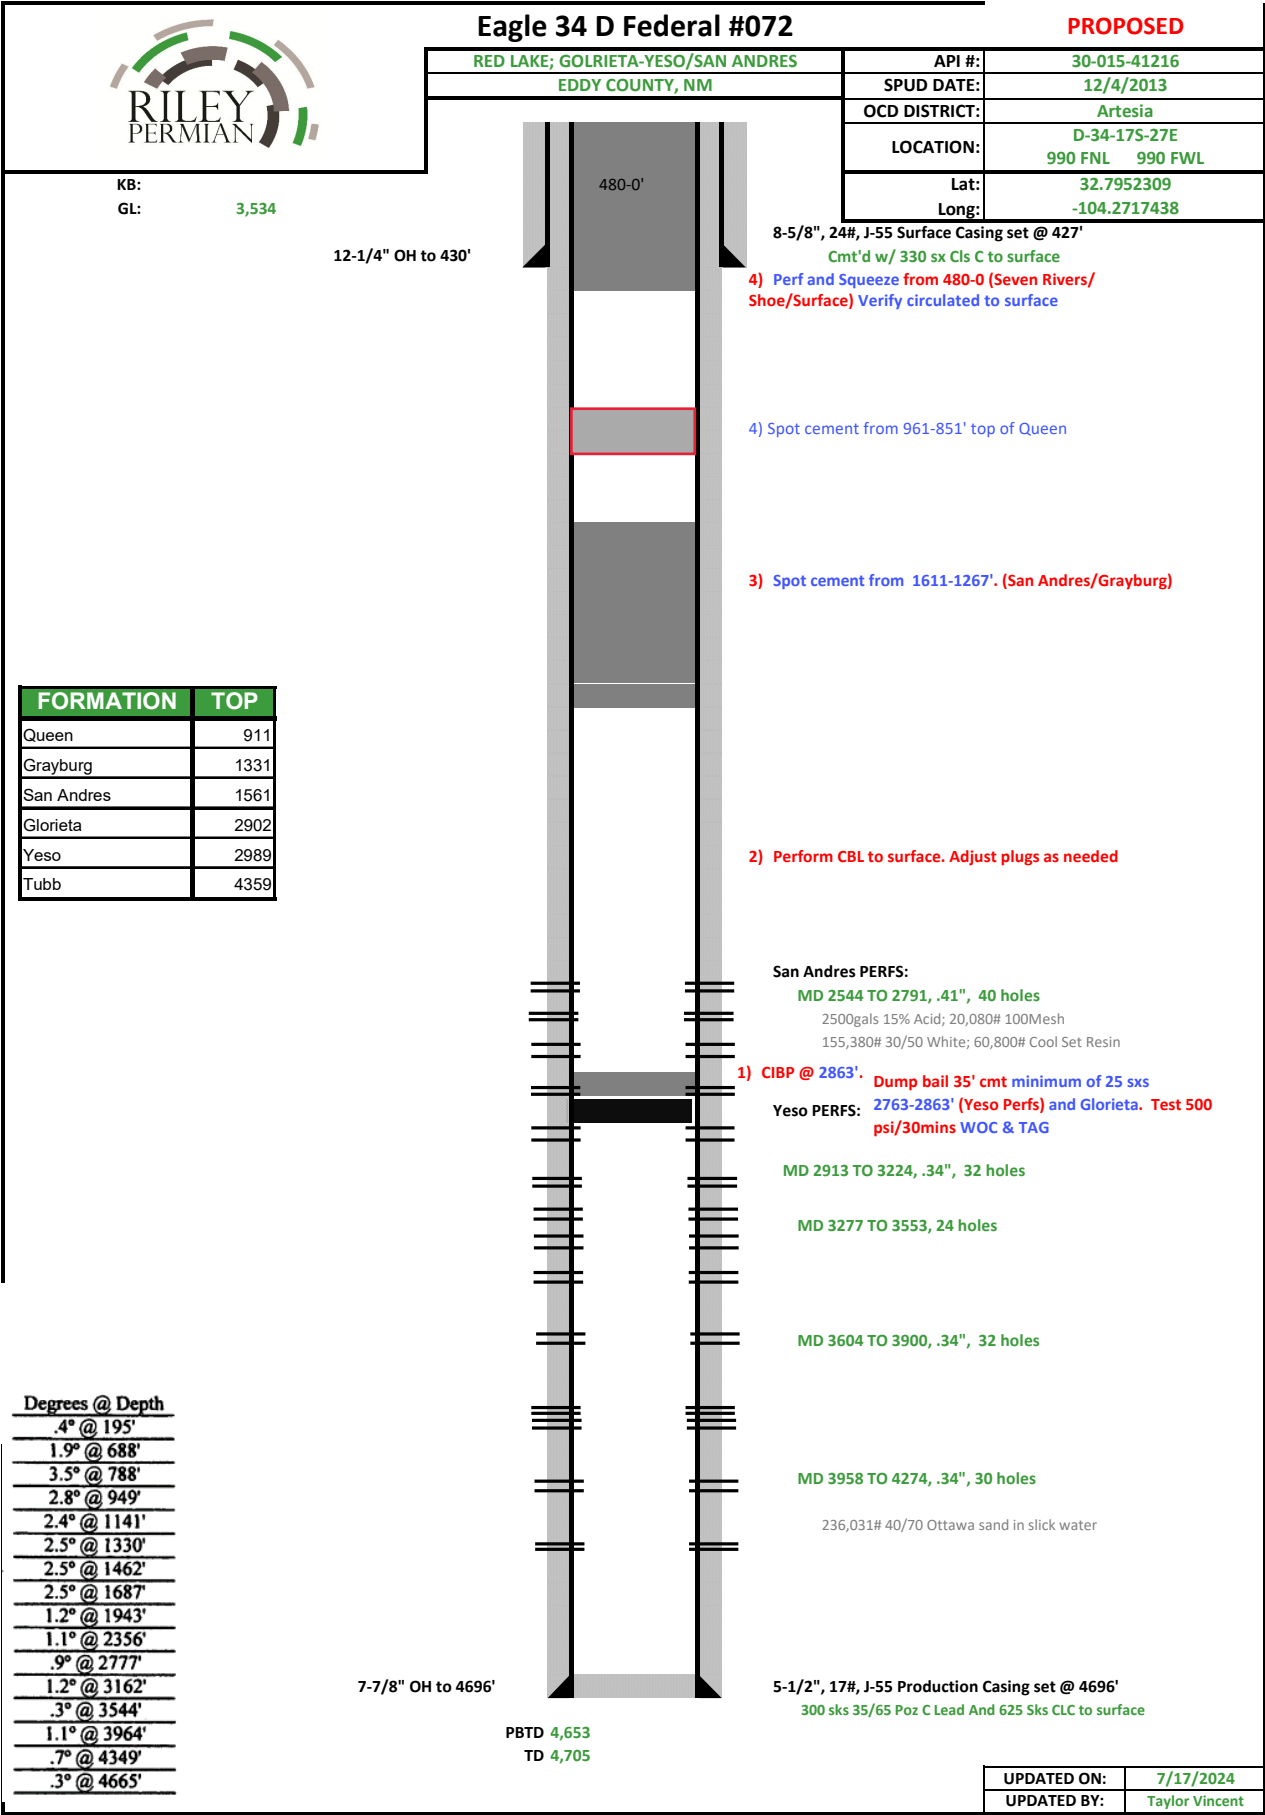 Eagle 34 D Federal #072
PROPOSED
RILEY
PERMIAN
RED LAKE; GOLRIETA-YESO/SAN ANDRES
EDDY COUNTY, NM
API #: 30-015-41216
SPUD DATE: 12/4/2013
OCD DISTRICT: Artesia
LOCATION: D-34-17S-27E
990 FNL 990 FWL
Lat: 32.7952309
Long: -104.2717438
KB:
GL: 3,534
480-0'
12-1/4" OH to 430'
8-5/8", 24#, J-55 Surface Casing set @ 427'
Cmt'd w/ 330 sx Cls C to surface
4) Perf and Squeeze from 480-0 (Seven Rivers/
Shoe/Surface) Verify circulated to surface
4) Spot cement from 961-851' top of Queen
3) Spot cement from 1611-1267'. (San Andres/Grayburg)
FORMATION TOP
Queen 911
Grayburg 1331
San Andres 1561
Glorieta 2902
Yeso 2989
Tubb 4359
2) Perform CBL to surface. Adjust plugs as needed
San Andres PERFS:
MD 2544 TO 2791, .41", 40 holes
2500gals 15% Acid; 20,080# 100Mesh
155,380# 30/50 White; 60,800# Cool Set Resin
1) CIBP @ 2863'.
Dump bail 35' cmt minimum of 25 sxs
2763-2863' (Yeso Perfs) and Glorieta. Test 500
psi/30mins WOC & TAG
Yeso PERFS:
MD 2913 TO 3224, .34", 32 holes
MD 3277 TO 3553, 24 holes
MD 3604 TO 3900, .34", 32 holes
MD 3958 TO 4274, .34", 30 holes
236,031# 40/70 Ottawa sand in slick water
Degrees @ Depth
.4° @ 195'
1.9° @ 688'
3.5° @ 788'
2.8° @ 949'
2.4° @ 1141'
2.5° @ 1330'
2.5° @ 1462'
2.5° @ 1687'
1.2° @ 1943'
1.1° @ 2356'
.9° @ 2777'
1.2° @ 3162'
.3° @ 3544'
1.1° @ 3964'
.7° @ 4349'
.3° @ 4665'
7-7/8" OH to 4696'
5-1/2", 17#, J-55 Production Casing set @ 4696'
300 sks 35/65 Poz C Lead And 625 Sks CLC to surface
PBTD 4,653
TD 4,705
UPDATED ON: 7/17/2024
UPDATED BY: Taylor Vincent